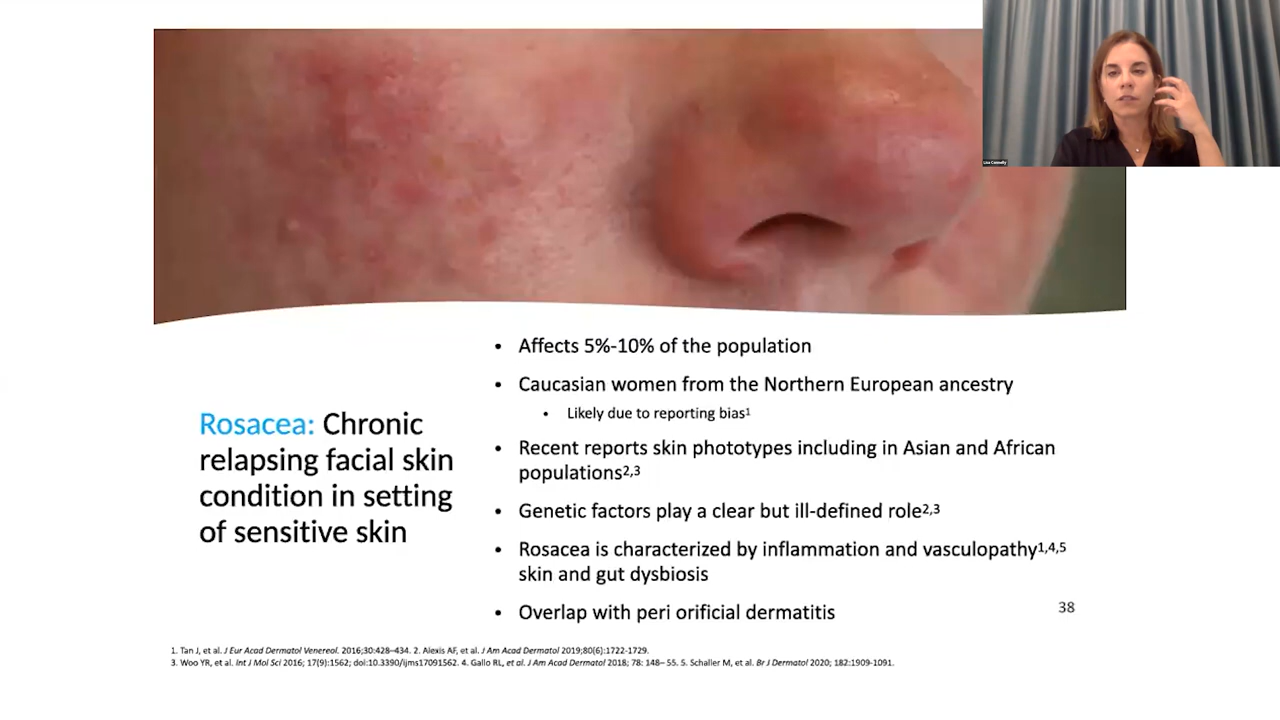 Lisa Connelly
Rosacea: Chronic
relapsing facial skin
condition in setting
of sensitive skin
• Affects 5%-10% of the population
• Caucasian women from the Northern European ancestry
• Likely due to reporting bias1
• Recent reports skin phototypes including in Asian and African
populations2,3
• Genetic factors play a clear but ill-defined role2,3
• Rosacea is characterized by inflammation and vasculopathy1,4,5
skin and gut dysbiosis
• Overlap with peri orificial dermatitis
38
1. Tan J, et al. J Eur Acad Dermatol Venereol. 2016;30:428–434. 2. Alexis AF, et al. J Am Acad Dermatol 2019;80(6):1722-1729.
3. Woo YR, et al. Int J Mol Sci 2016; 17(9):1562; doi:10.3390/ijms17091562. 4. Gallo RL, et al. J Am Acad Dermatol 2018; 78: 148– 55. 5. Schaller M, et al. Br J Dermatol 2020; 182:1909-1091.